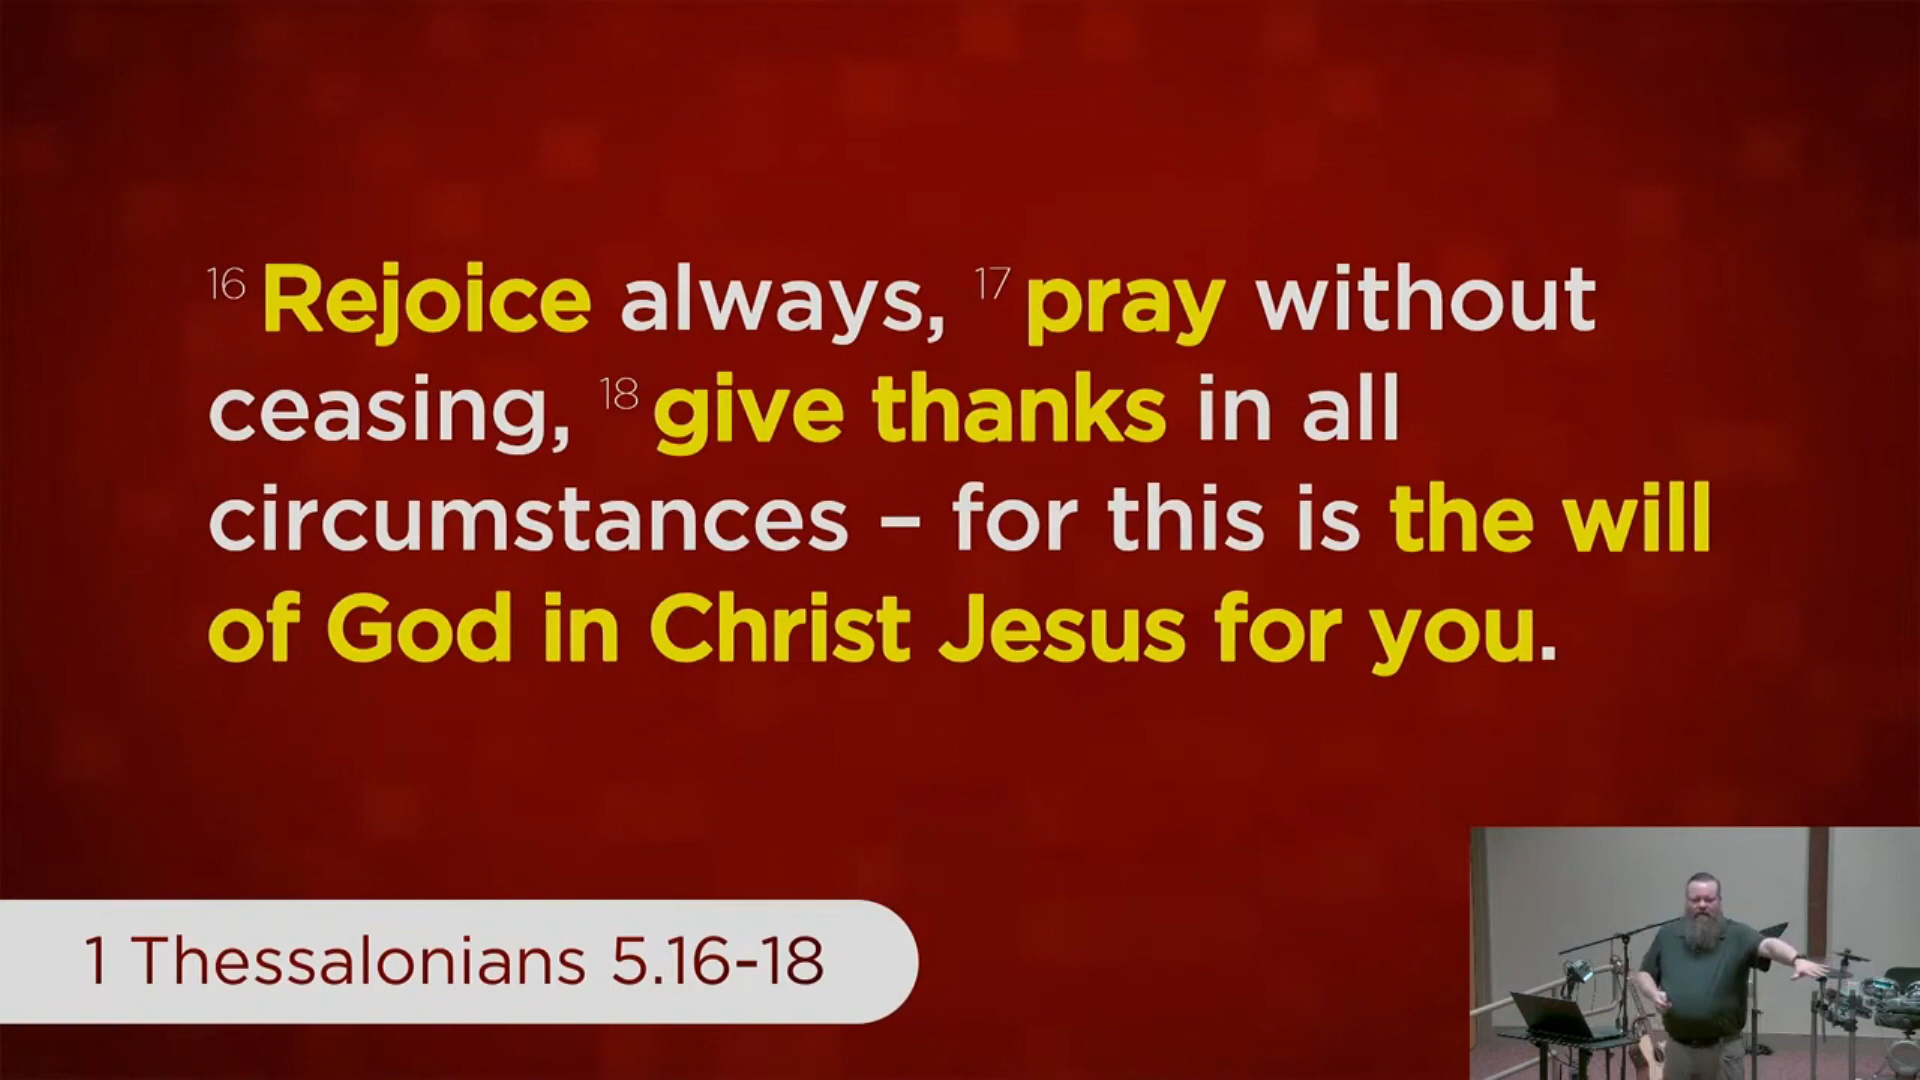 16 Rejoice always, 17 pray without
ceasing, 18 give thanks in all
circumstances – for this is the will
of God in Christ Jesus for you.
1 Thessalonians 5.16-18